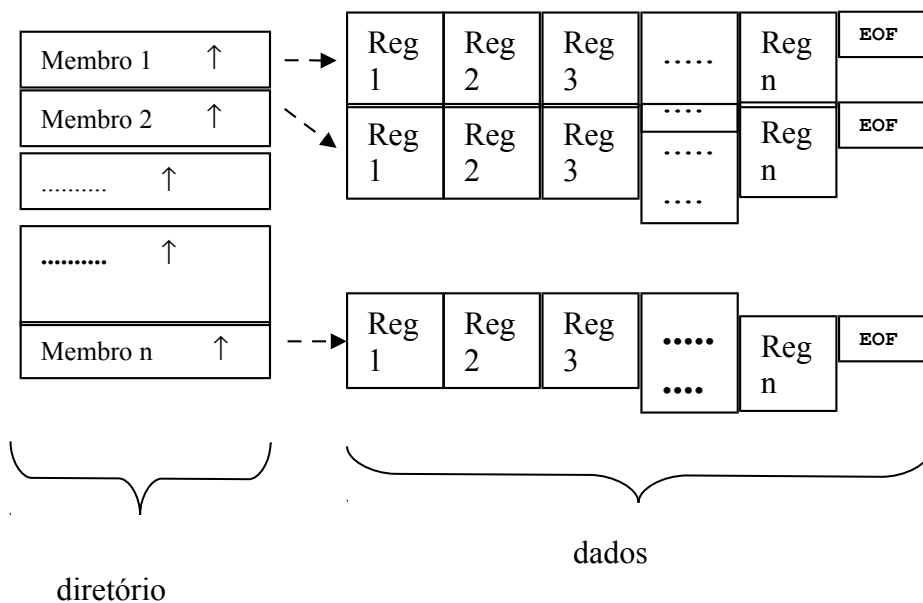 Membro 1 ↑
Membro 2 ↑
.......... ↑
.......... ↑
Membro n ↑
diretório
Reg Reg Reg ..... Reg EOF
1 2 3 .... n
Reg Reg Reg ..... Reg EOF
1 2 3 .... n
Reg Reg Reg ..... Reg EOF
1 2 3 .... n
dados